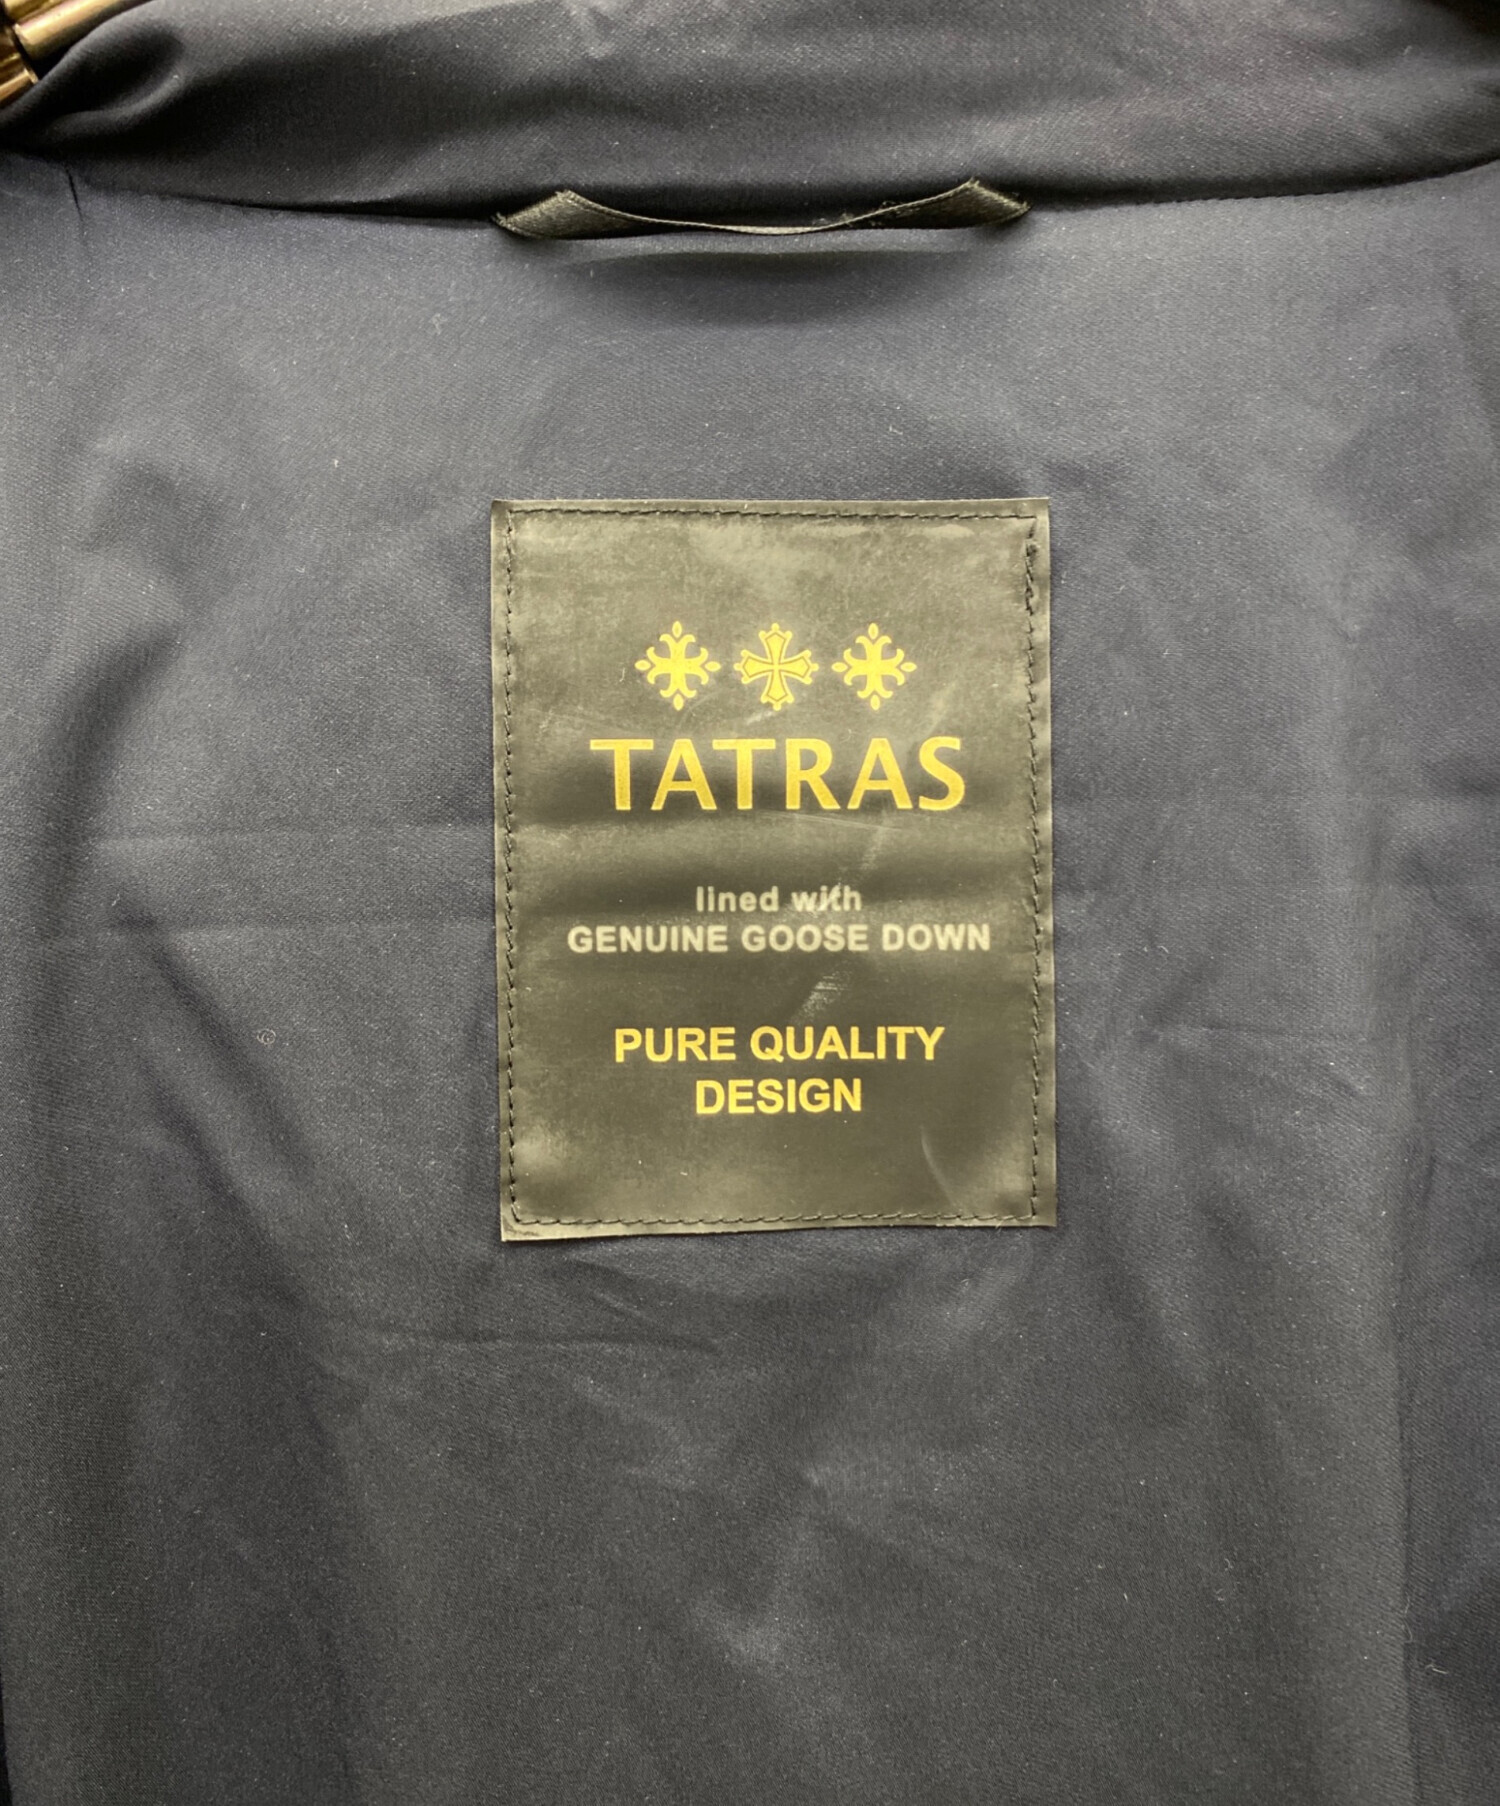 TATRAS
lined with
GENUINE GOOSE DOWN
PURE QUALITY
DESIGN